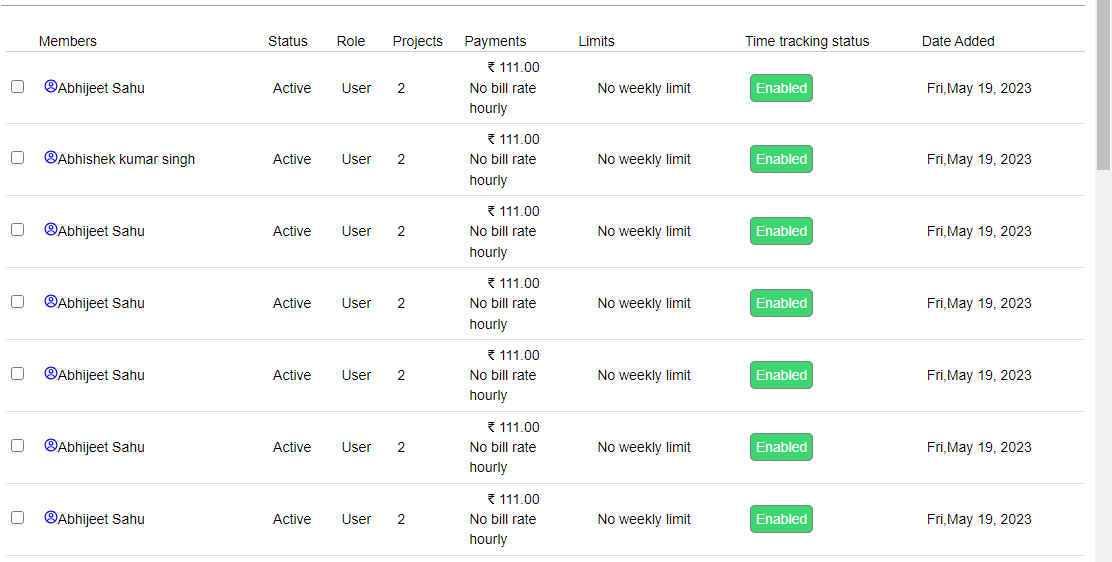 Members Status Role Projects Payments Limits Time tracking status Date Added
₹ 111.00
Abhijeet Sahu Active User 2 No bill rate No weekly limit Enabled Fri,May 19, 2023
hourly
₹ 111.00
Abhishek kumar singh Active User 2 No bill rate No weekly limit Enabled Fri,May 19, 2023
hourly
₹ 111.00
Abhijeet Sahu Active User 2 No bill rate No weekly limit Enabled Fri,May 19, 2023
hourly
₹ 111.00
Abhijeet Sahu Active User 2 No bill rate No weekly limit Enabled Fri,May 19, 2023
hourly
₹ 111.00
Abhijeet Sahu Active User 2 No bill rate No weekly limit Enabled Fri,May 19, 2023
hourly
₹ 111.00
Abhijeet Sahu Active User 2 No bill rate No weekly limit Enabled Fri,May 19, 2023
hourly
₹ 111.00
Abhijeet Sahu Active User 2 No bill rate No weekly limit Enabled Fri,May 19, 2023
hourly